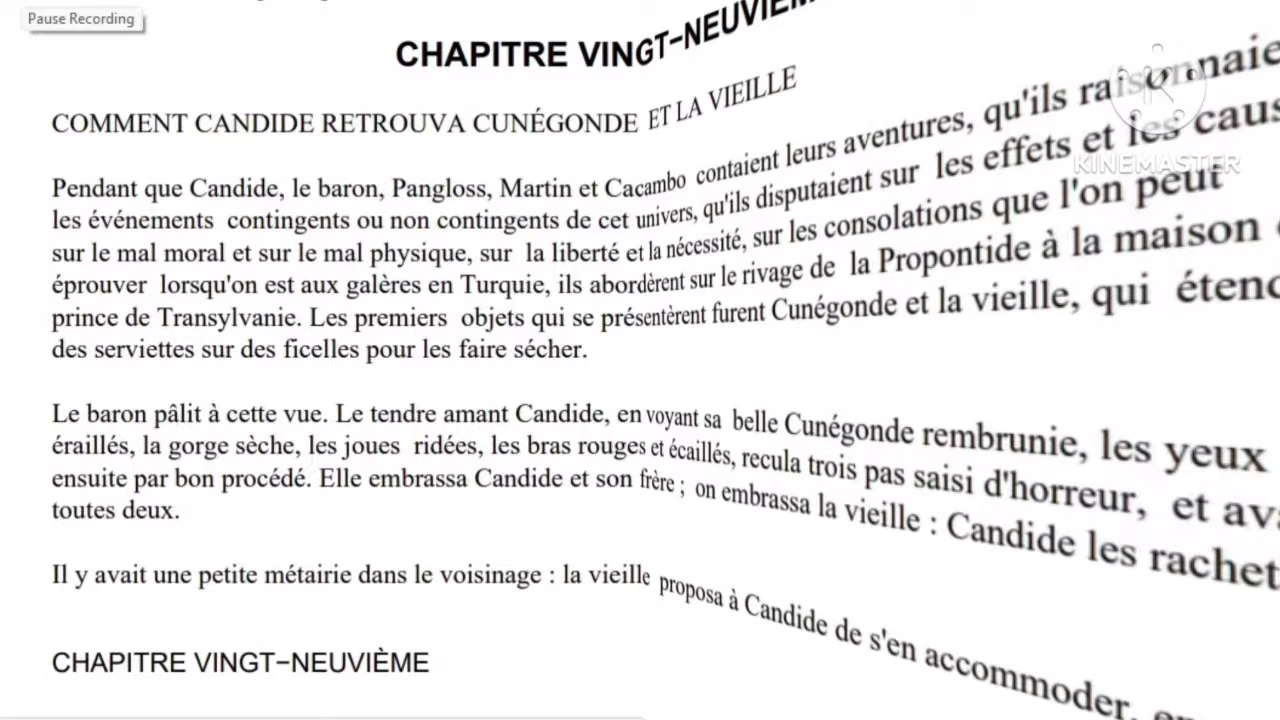 Pause Recording
CHAPITRE VINGT-NEUVIÈM
COMMENT CANDIDE RETROUVA CUNÉGONDE ET LA VIEILLE
KINEMASTER
Pendant que Candide, le baron, Pangloss, Martin et Cacambo contaient leurs aventures, qu'ils raisonnaie
les événements contingents ou non contingents de cet univers, qu'ils disputaient sur les effets et les caus
sur le mal moral et sur le mal physique, sur la liberté et la nécessité, sur les consolations que l'on peut
éprouver lorsqu'on est aux galères en Turquie, ils abordèrent sur le rivage de la Propontide à la maison
prince de Transylvanie. Les premiers objets qui se présentèrent furent Cunégonde et la vieille, qui étend
des serviettes sur des ficelles pour les faire sécher.
Le baron pâlit à cette vue. Le tendre amant Candide, en voyant sa belle Cunégonde rembrunie, les yeux
éraillés, la gorge sèche, les joues ridées, les bras rouges et écaillés, recula trois pas saisi d'horreur, et ava
ensuite par bon procédé. Elle embrassa Candide et son frère ; on embrassa la vieille : Candide les rachet
toutes deux.
Il y avait une petite métairie dans le voisinage : la vieille proposa à Candide de s'en accommoder,
CHAPITRE VINGT-NEUVIÈME